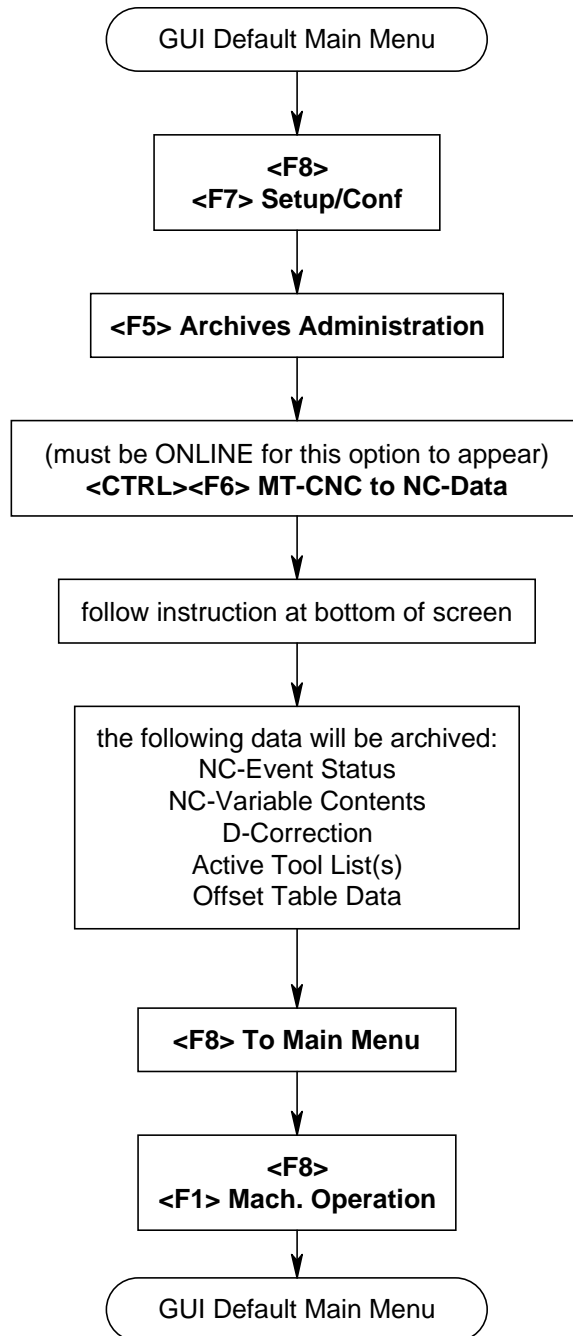 GUI Default Main Menu
<F8>
<F7> Setup/Conf
<F5> Archives Administration
(must be ONLINE for this option to appear)
<CTRL><F6> MT-CNC to NC-Data
follow instruction at bottom of screen
the following data will be archived:
NC-Event Status
NC-Variable Contents
D-Correction
Active Tool List(s)
Offset Table Data
<F8> To Main Menu
<F8>
<F1> Mach. Operation
GUI Default Main Menu